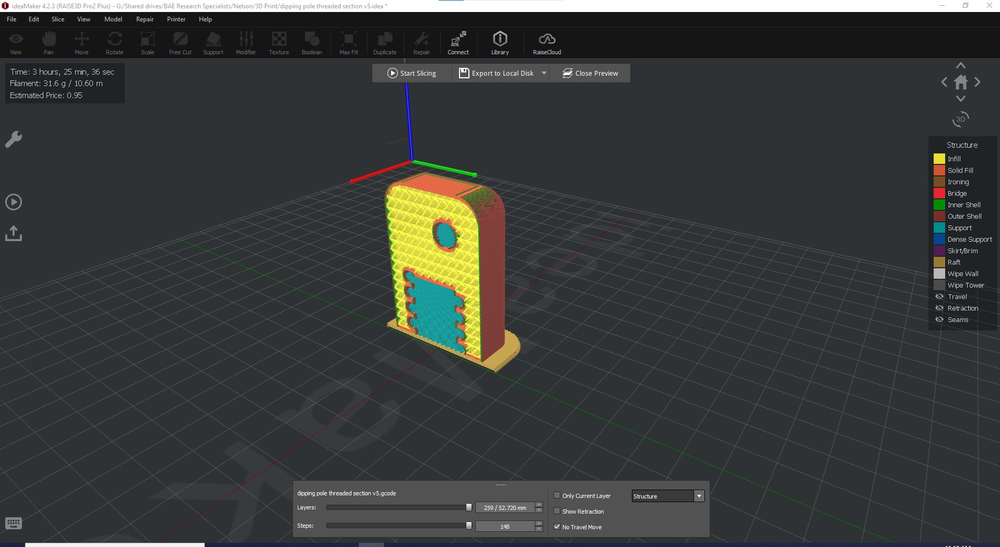 ideaMaker 4.2.3 (RAISE3D Pro2 Plus) - G:/Shared drives/BAE Research Specialists/Nelson/3D Print/dipping pole threaded section v5.idea *
File Edit Slice View Model Repair Printer Help
View Pan Move Rotate Scale Free Cut Support Modifier Texture Boolean Max Fit Duplicate Repair Connect Library RaiseCloud
Time: 3 hours, 25 min, 36 sec
Filament: 31.6 g / 10.60 m
Estimated Price: 0.95
Start Slicing Export to Local Disk Close Preview
3D
Structure
Infill
Solid Fill
Ironing
Bridge
Inner Shell
Outer Shell
Support
Dense Support
Skirt/Brim
Raft
Wipe Wall
Wipe Tower
Travel
Retraction
Seams
dipping pole threaded section v5.gcode
Layers: 259 / 52.720 mm
Steps: 148
Only Current Layer
Show Retraction
No Travel Move
Structure